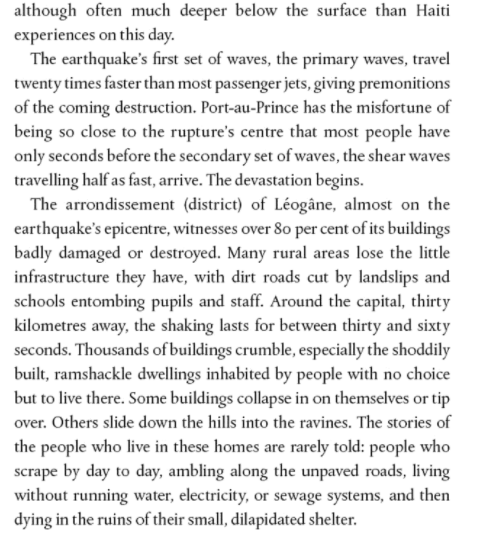 although often much deeper below the surface than Haiti
experiences on this day.
The earthquake's first set of waves, the primary waves, travel
twenty times faster than most passenger jets, giving premonitions
of the coming destruction. Port-au-Prince has the misfortune of
being so close to the rupture's centre that most people have
only seconds before the secondary set of waves, the shear waves
travelling half as fast, arrive. The devastation begins.
The arrondissement (district) of Léogâne, almost on the
earthquake's epicentre, witnesses over 80 per cent of its buildings
badly damaged or destroyed. Many rural areas lose the little
infrastructure they have, with dirt roads cut by landslips and
schools entombing pupils and staff. Around the capital, thirty
kilometres away, the shaking lasts for between thirty and sixty
seconds. Thousands of buildings crumble, especially the shoddily
built, ramshackle dwellings inhabited by people with no choice
but to live there. Some buildings collapse in on themselves or tip
over. Others slide down the hills into the ravines. The stories of
the people who live in these homes are rarely told: people who
scrape by day to day, ambling along the unpaved roads, living
without running water, electricity, or sewage systems, and then
dying in the ruins of their small, dilapidated shelter.